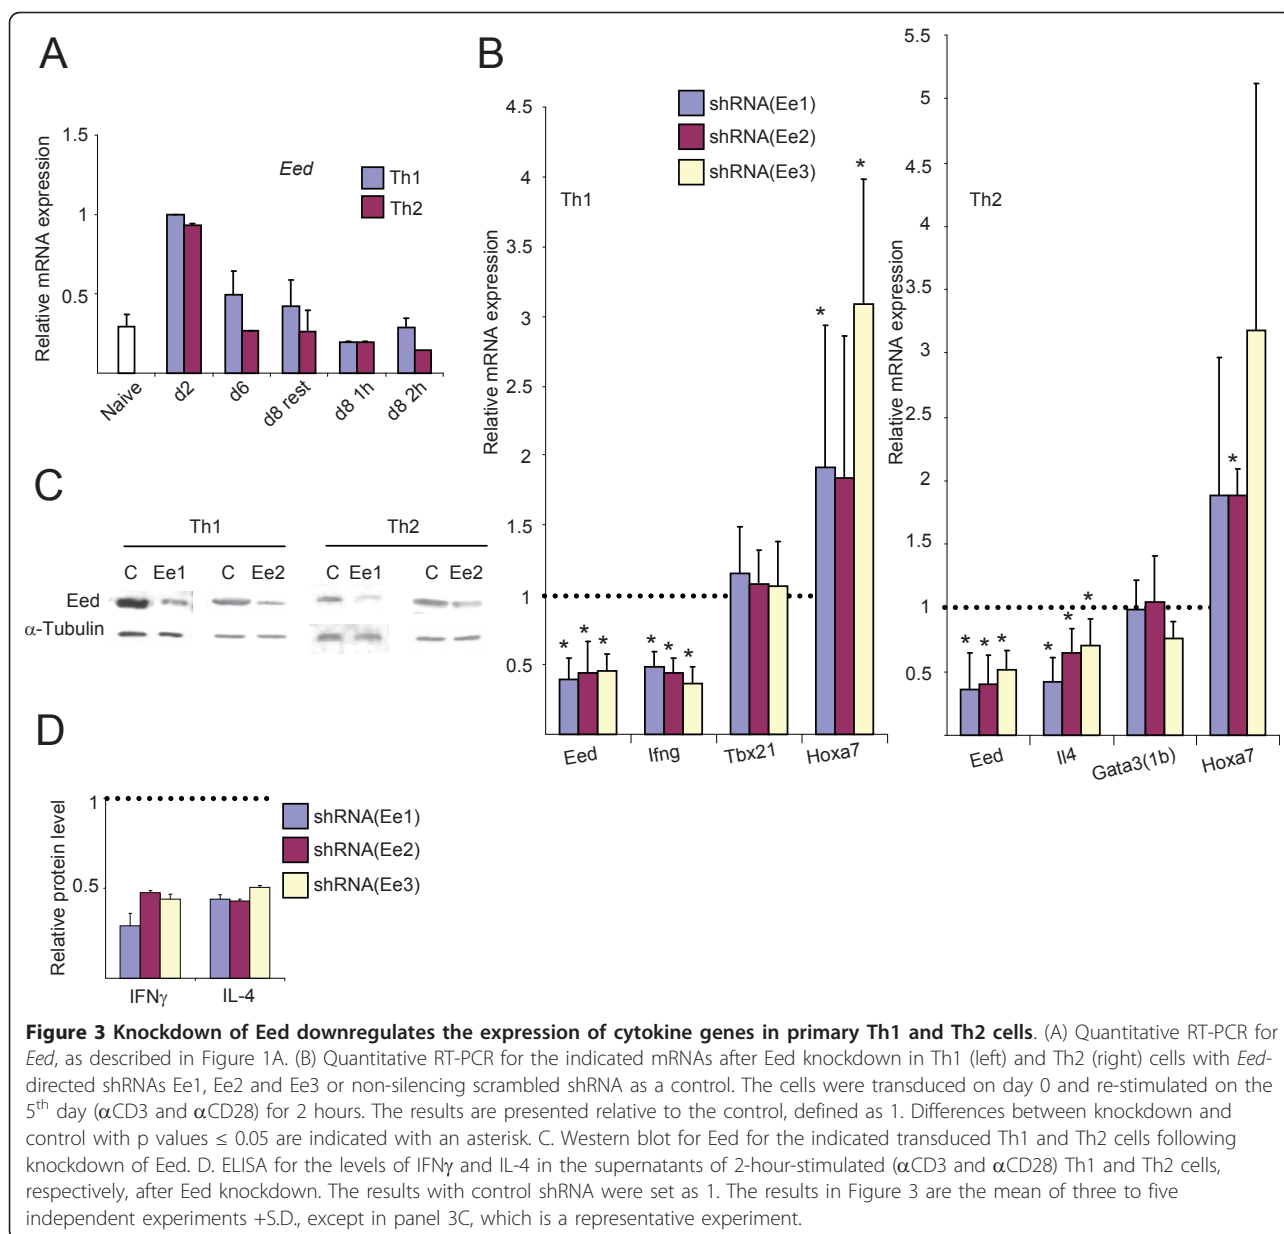 A
1.5
1
0.5
Relative mRNA expression
Eed
Th1
Th2
Naive
d2
d6
d8 rest
d8 1h
d8 2h
B
shRNA(Ee1)
shRNA(Ee2)
shRNA(Ee3)
4.5
4
3.5
3
2.5
2
1.5
1
0.5
Relative mRNA expression
Th1
* * *
* * *
*
*
Eed
Ifng
Tbx21
Hoxa7
5.5
5
4.5
4
3.5
3
2.5
2
1.5
1
0.5
Relative mRNA expression
Th2
* * *
* * *
*
Eed
Il4
Gata3(1b)
Hoxa7
C
Th1
Th2
C Ee1 C Ee2 C Ee1 C Ee2
Eed
α-Tubulin
D
1
0.5
Relative protein level
shRNA(Ee1)
shRNA(Ee2)
shRNA(Ee3)
IFNγ
IL-4
Figure 3 Knockdown of Eed downregulates the expression of cytokine genes in primary Th1 and Th2 cells. (A) Quantitative RT-PCR for
Eed, as described in Figure 1A. (B) Quantitative RT-PCR for the indicated mRNAs after Eed knockdown in Th1 (left) and Th2 (right) cells with Eed-
directed shRNAs Ee1, Ee2 and Ee3 or non-silencing scrambled shRNA as a control. The cells were transduced on day 0 and re-stimulated on the
5th day (αCD3 and αCD28) for 2 hours. The results are presented relative to the control, defined as 1. Differences between knockdown and
control with p values ≤ 0.05 are indicated with an asterisk. C. Western blot for Eed for the indicated transduced Th1 and Th2 cells following
knockdown of Eed. D. ELISA for the levels of IFNγ and IL-4 in the supernatants of 2-hour-stimulated (αCD3 and αCD28) Th1 and Th2 cells,
respectively, after Eed knockdown. The results with control shRNA were set as 1. The results in Figure 3 are the mean of three to five
independent experiments +S.D., except in panel 3C, which is a representative experiment.